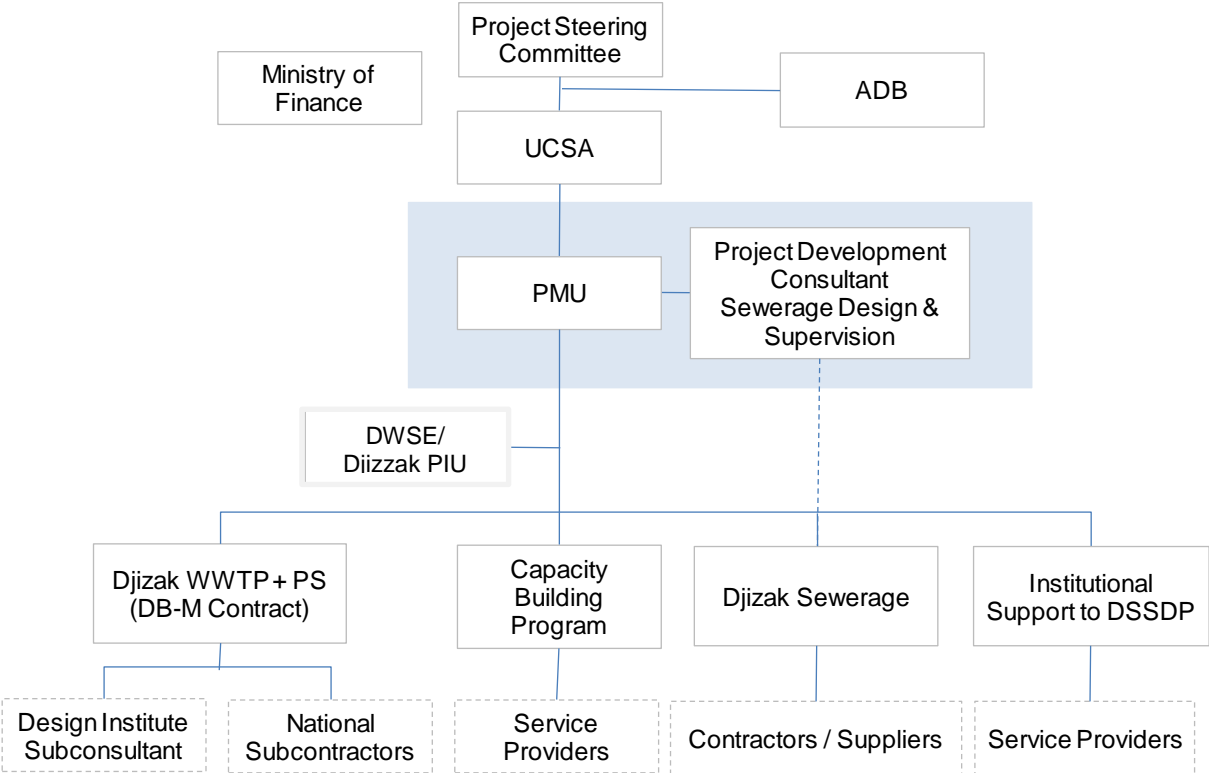 Project Steering
Committee
Ministry of
Finance
ADB
UCSA
Project Development
Consultant
Sewerage Design &
Supervision
PMU
DWSE/
Diizzak PIU
Djizak WWTP + PS
(DB-M Contract)
Capacity
Building
Program
Djizak Sewerage
Institutional
Support to DSSDP
Design Institute
Subconsultant
National
Subcontractors
Service
Providers
Contractors / Suppliers
Service Providers